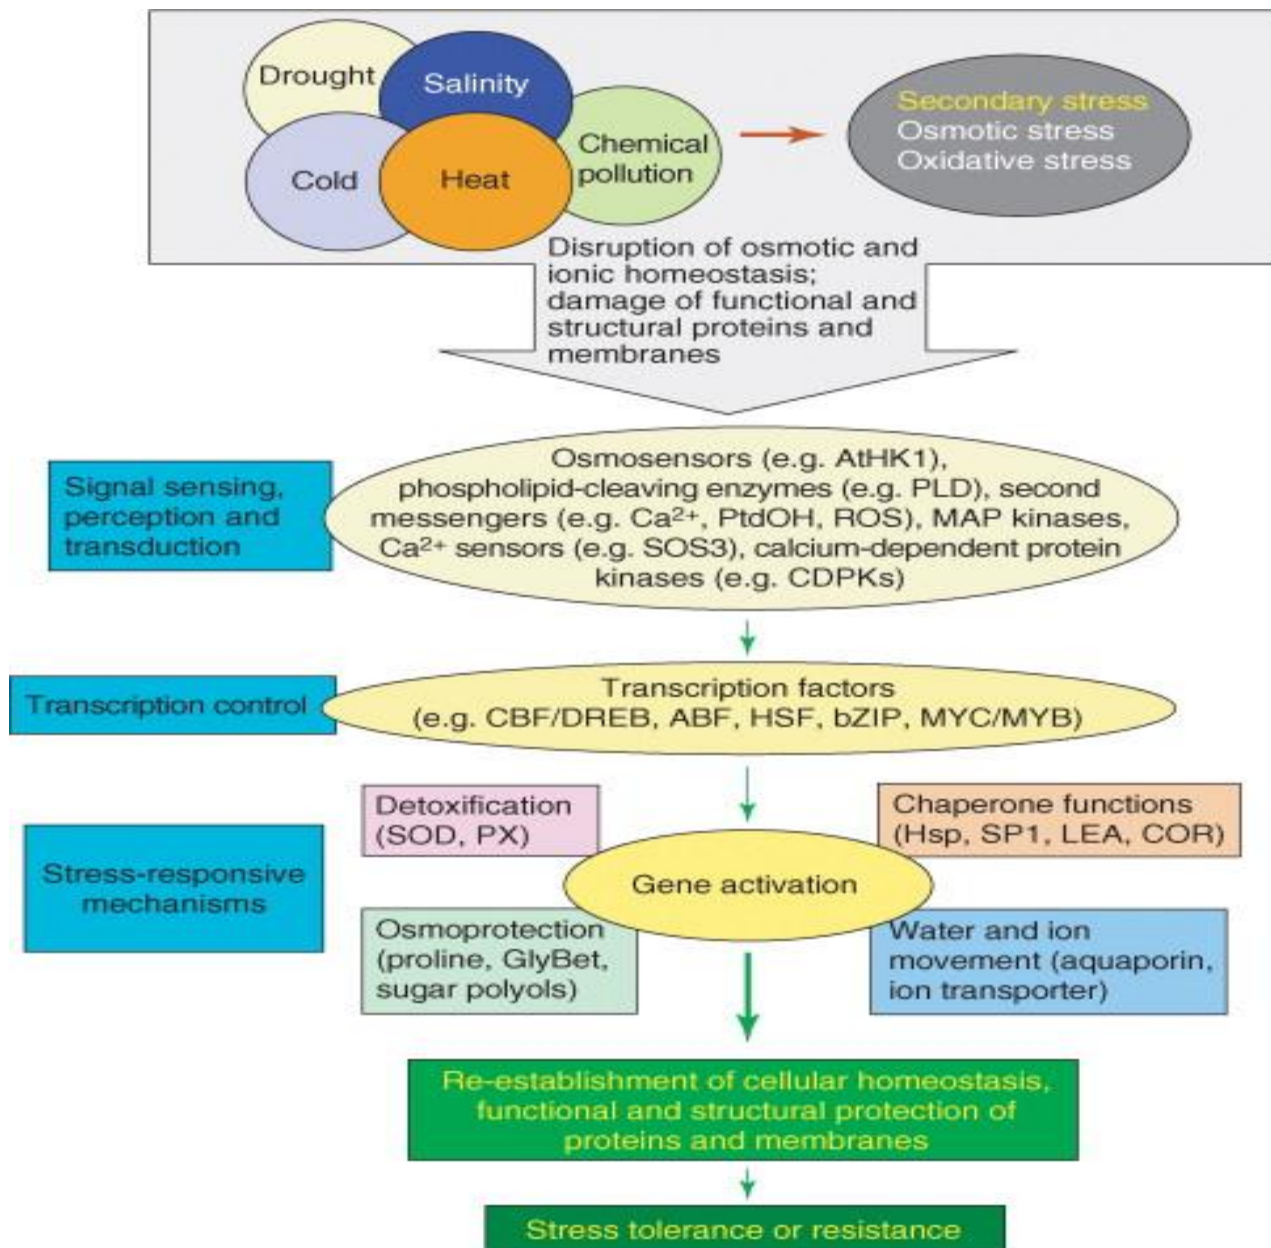 Drought
Salinity
Cold
Heat
Chemical
pollution
Secondary stress
Osmotic stress
Oxidative stress
Disruption of osmotic and
ionic homeostasis;
damage of functional and
structural proteins and
membranes
Signal sensing,
perception and
transduction
Osmosensors (e.g. AtHK1),
phospholipid-cleaving enzymes (e.g. PLD), second
messengers (e.g. Ca²⁺, PtdOH, ROS), MAP kinases,
Ca²⁺ sensors (e.g. SOS3), calcium-dependent protein
kinases (e.g. CDPKs)
Transcription control
Transcription factors
(e.g. CBF/DREB, ABF, HSF, bZIP, MYC/MYB)
Stress-responsive
mechanisms
Detoxification
(SOD, PX)
Chaperone functions
(Hsp, SP1, LEA, COR)
Gene activation
Osmoprotection
(proline, GlyBet,
sugar polyols)
Water and ion
movement (aquaporin,
ion transporter)
Re-establishment of cellular homeostasis,
functional and structural protection of
proteins and membranes
Stress tolerance or resistance